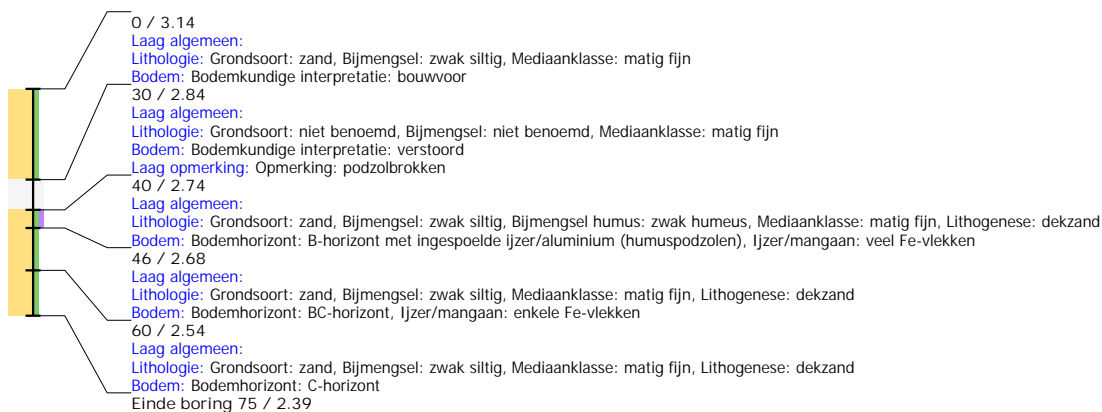 0 / 3.14
Laag algemeen:
Lithologie: Grondsoort: zand, Bijmengsel: zwak siltig, Mediaanklasse: matig fijn
Bodem: Bodemkundige interpretatie: bouwvoor
30 / 2.84
Laag algemeen:
Lithologie: Grondsoort: niet benoemd, Bijmengsel: niet benoemd, Mediaanklasse: matig fijn
Bodem: Bodemkundige interpretatie: verstoord
Laag opmerking: Opmerking: podzolbrokken
40 / 2.74
Laag algemeen:
Lithologie: Grondsoort: zand, Bijmengsel: zwak siltig, Bijmengsel humus: zwak humeus, Mediaanklasse: matig fijn, Lithogenese: dekzand
Bodem: Bodemhorizont: B-horizont met ingespoelde ijzer/aluminium (humuspodzolen), Ijzer/mangaan: veel Fe-vlekken
46 / 2.68
Laag algemeen:
Lithologie: Grondsoort: zand, Bijmengsel: zwak siltig, Mediaanklasse: matig fijn, Lithogenese: dekzand
Bodem: Bodemhorizont: BC-horizont, Ijzer/mangaan: enkele Fe-vlekken
60 / 2.54
Laag algemeen:
Lithologie: Grondsoort: zand, Bijmengsel: zwak siltig, Mediaanklasse: matig fijn, Lithogenese: dekzand
Bodem: Bodemhorizont: C-horizont
Einde boring 75 / 2.39